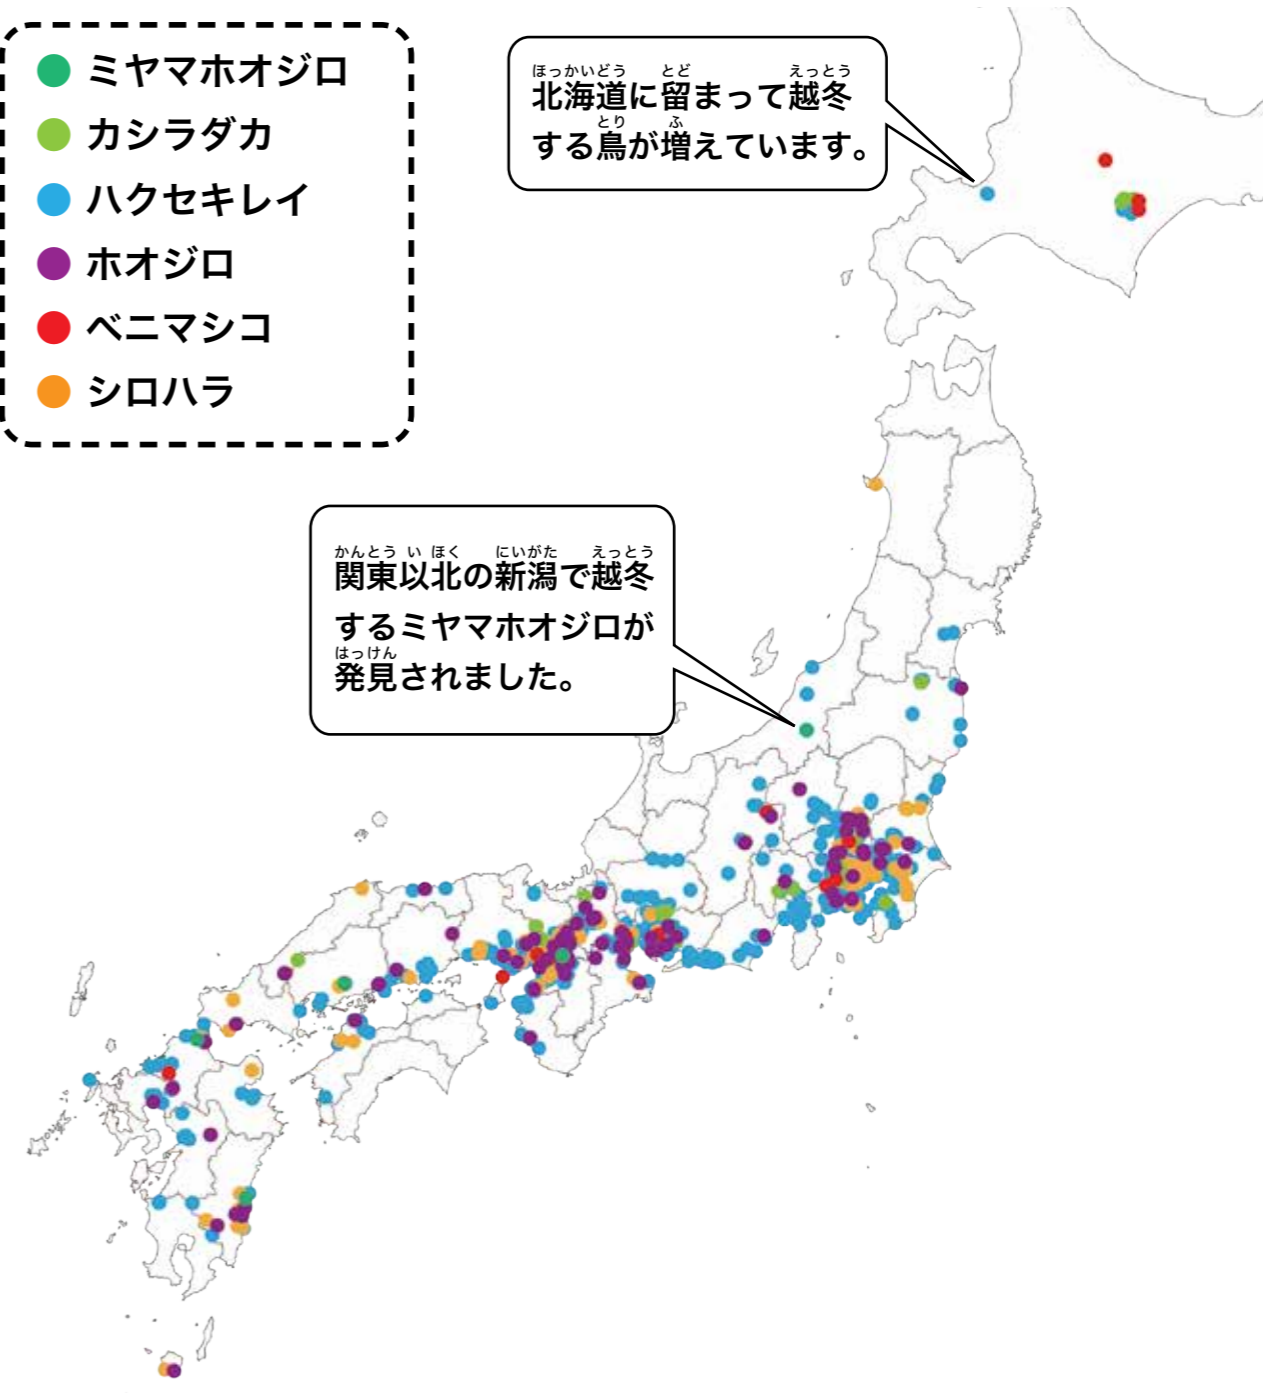 ミヤマホオジロ
カシラダカ
ハクセキレイ
ホオジロ
ベニマシコ
シロハラ
ほっかいどう とど えっとう
北海道に留まって越冬
とり ふ
する鳥が増えています。
かんとう い ほく にいがた えっとう
関東以北の新潟で越冬
するミヤマホオジロが
はっけん
発見されました。